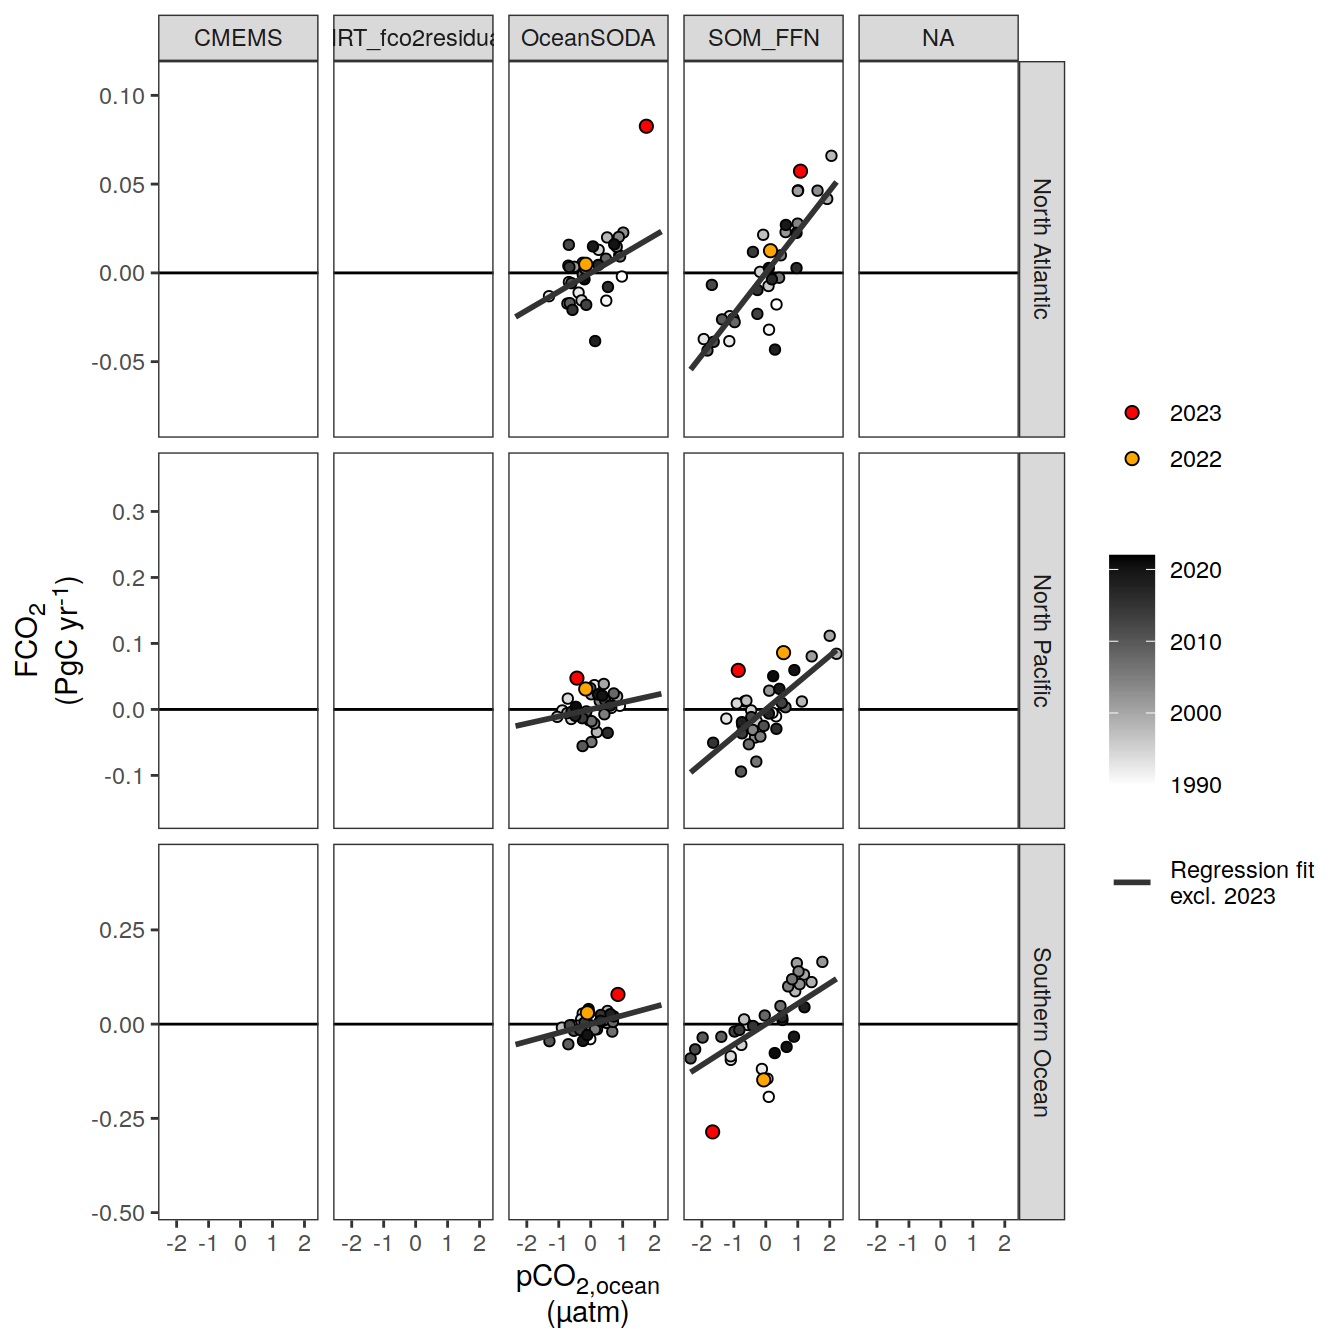 CMEMS
OceanSODA
SOM_FFN
NA
0.10
0.05
0.00
-0.05
North Atlantic
0.3
0.2
0.1
0.0
-0.1
North Pacific
0.25
0.00
-0.25
-0.50
Southern Ocean
-2 -1 0 1 2
-2 -1 0 1 2
-2 -1 0 1 2
-2 -1 0 1 2
-2 -1 0 1 2
FCO₂
(PgC yr⁻¹)
pCO₂,ocean
(µatm)
2023
2022
2020
2010
2000
1990
Regression fit
excl. 2023